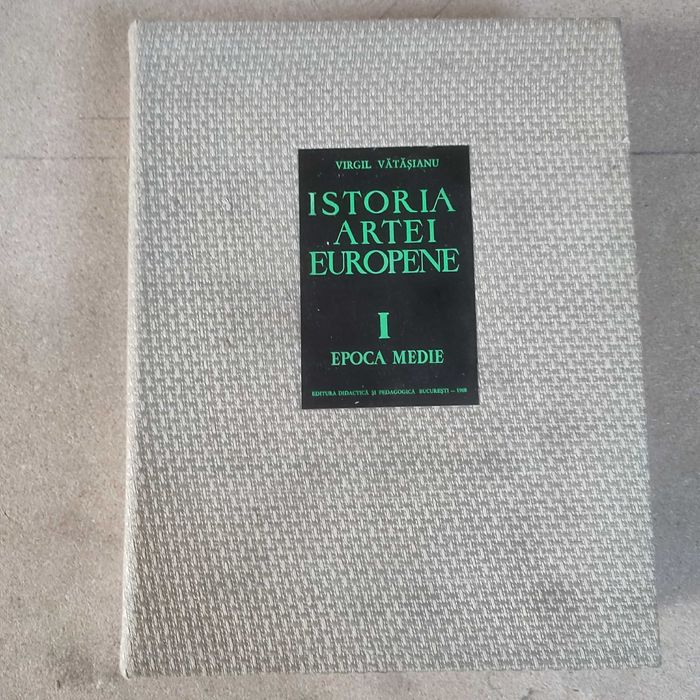 VIRGIL VĂTĂȘIANU
ISTORIA
ARTEI
EUROPENE
I
EPOCA MEDIE
EDITURA DIDACTICĂ ȘI PEDAGOGICĂ BUCUREȘTI — 1968